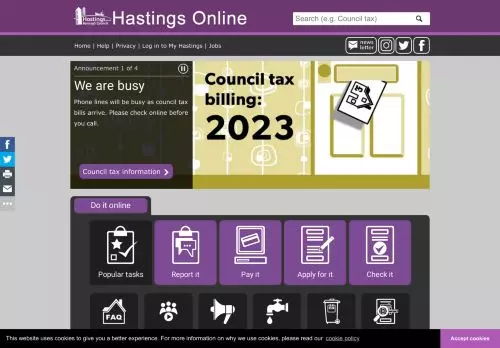 Hastings
Borough Council
Hastings Online
Search (e.g. Council tax)
Home | Help | Privacy | Log in to My Hastings | Jobs
news
letter
Announcement 1 of 4
We are busy
Phone lines will be busy as council tax
bills arrive. Please check online before
you call.
Council tax information
Council tax
billing:
2023
Do it online
Popular tasks
Report it
Pay it
Apply for it
Check it
FAQ
This website uses cookies to give you a better experience. For more information on why we use cookies, please read our cookie policy
Accept cookies